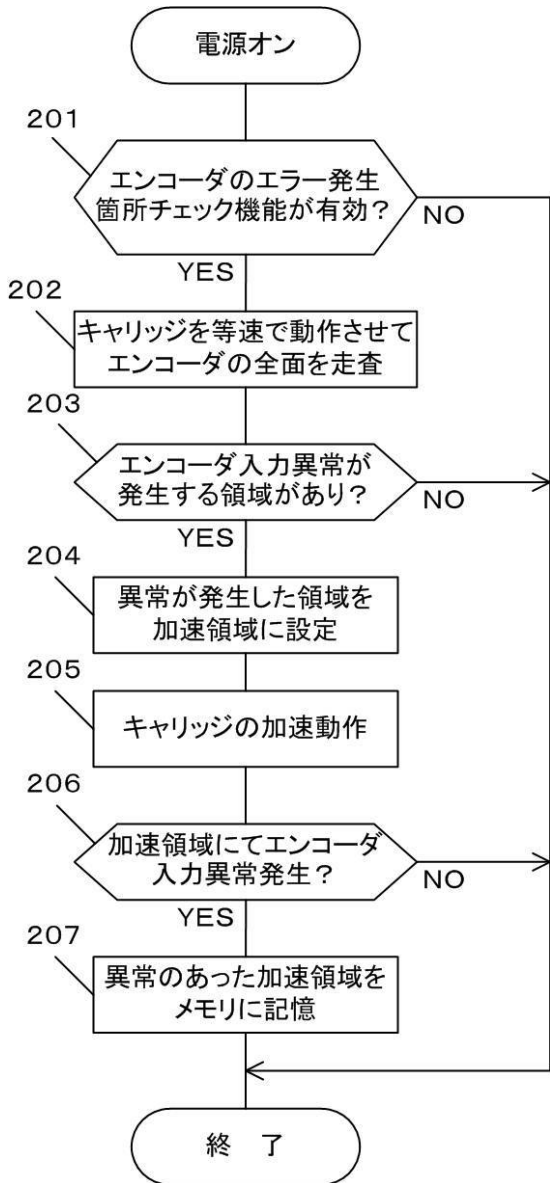 電源オン
201
エンコーダのエラー発生
箇所チェック機能が有効？
NO
YES
202
キャリッジを等速で動作させて
エンコーダの全面を走査
203
エンコーダ入力異常が
発生する領域があり？
NO
YES
204
異常が発生した領域を
加速領域に設定
205
キャリッジの加速動作
206
加速領域にてエンコーダ
入力異常発生？
NO
YES
207
異常のあった加速領域を
メモリに記憶
終　了